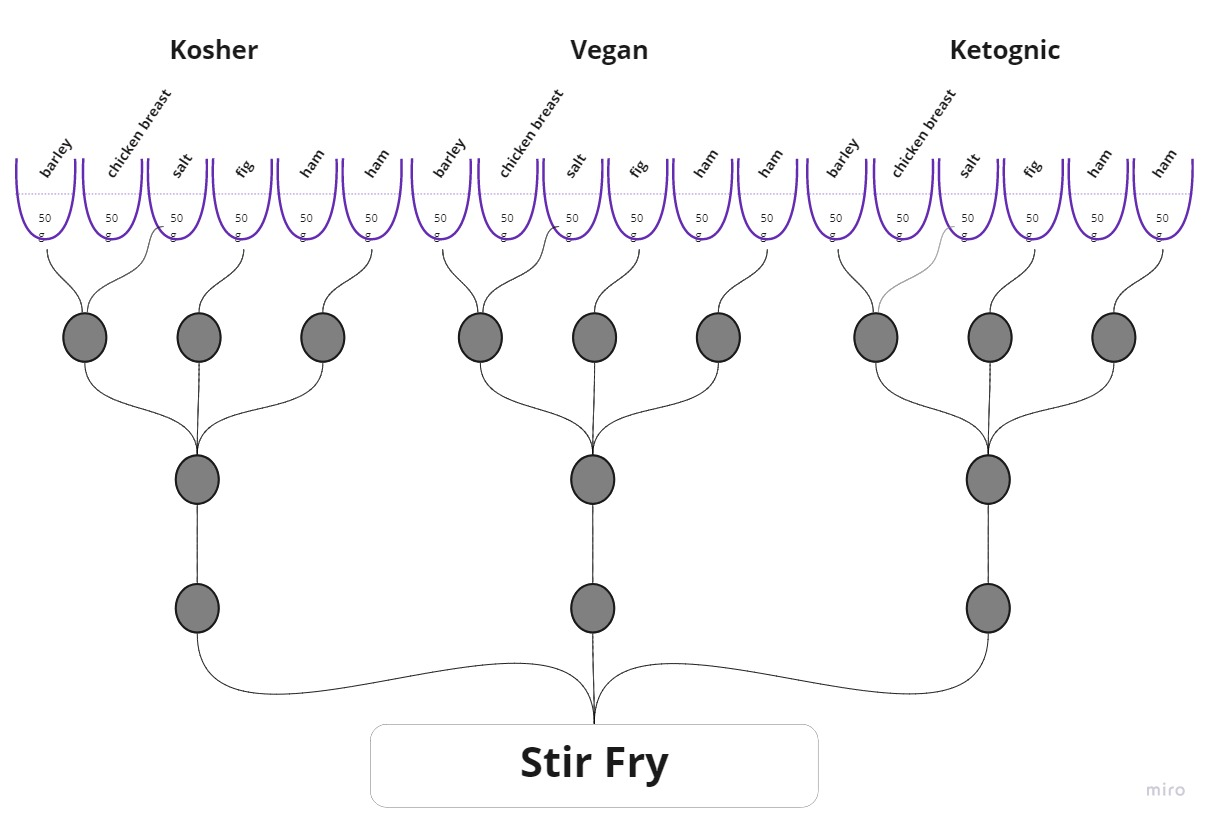 Kosher Vegan Ketognic
barley chicken breast salt fig ham ham barley chicken breast salt fig ham ham barley chicken breast salt fig ham ham
50 50 50 50 50 50 50 50 50 50 50 50 50 50 50 50 50 50
g g g g g g g g g g g g g g g g g g
Stir Fry
miro